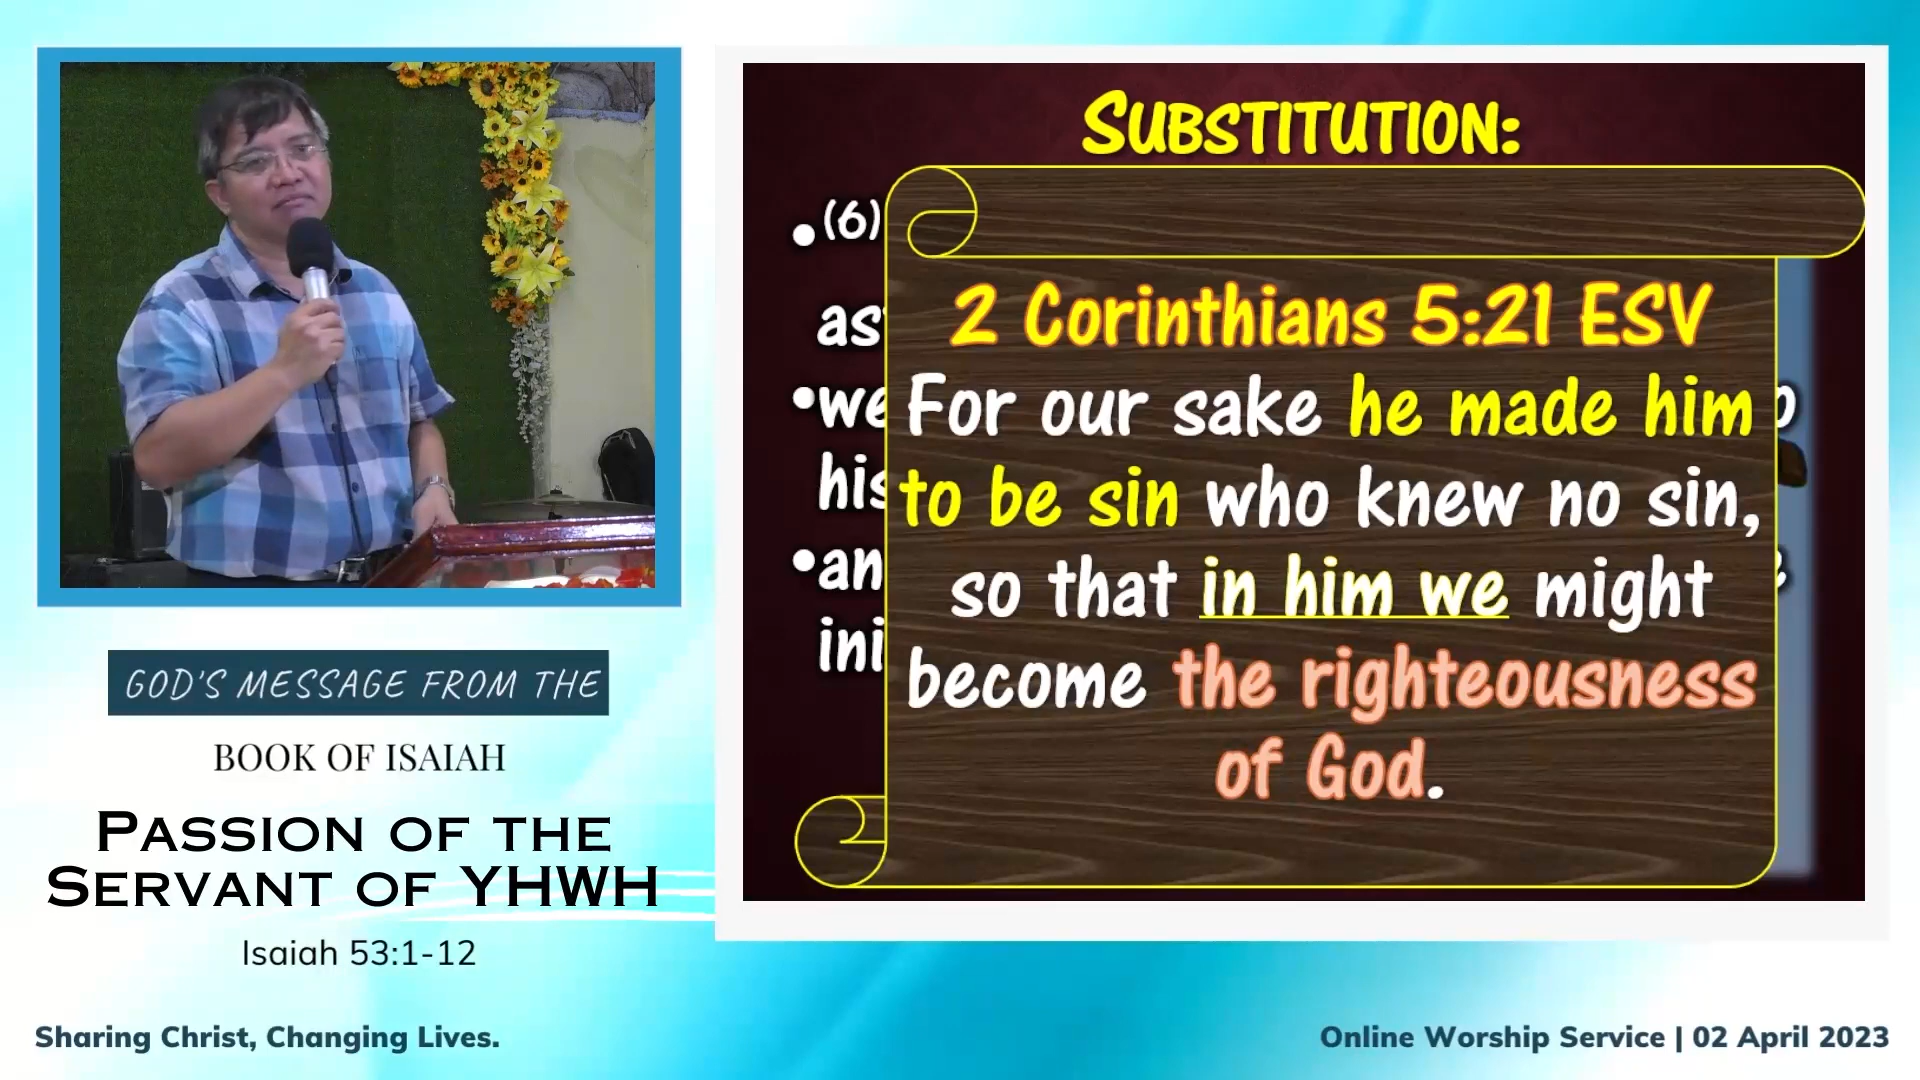 GOD'S MESSAGE FROM THE
BOOK OF ISAIAH
PASSION OF THE
SERVANT OF YHWH
Isaiah 53:1-12
SUBSTITUTION:
•(6)
•we
his
2 Corinthians 5:21 ESV
For our sake he made him
to be sin who knew no sin,
so that in him we might
become the righteousness
of God.
Sharing Christ, Changing Lives.
Online Worship Service | 02 April 2023